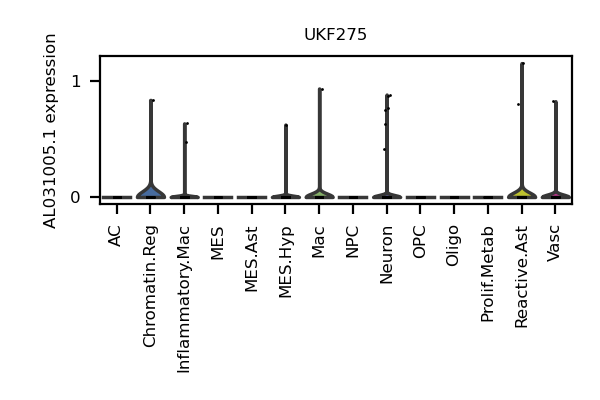 UKF275
AL031005.1 expression
1
0
AC
Chromatin.Reg
Inflammatory.Mac
MES
MES.Ast
MES.Hyp
Mac
NPC
Neuron
OPC
Oligo
Prolif.Metab
Reactive.Ast
Vasc